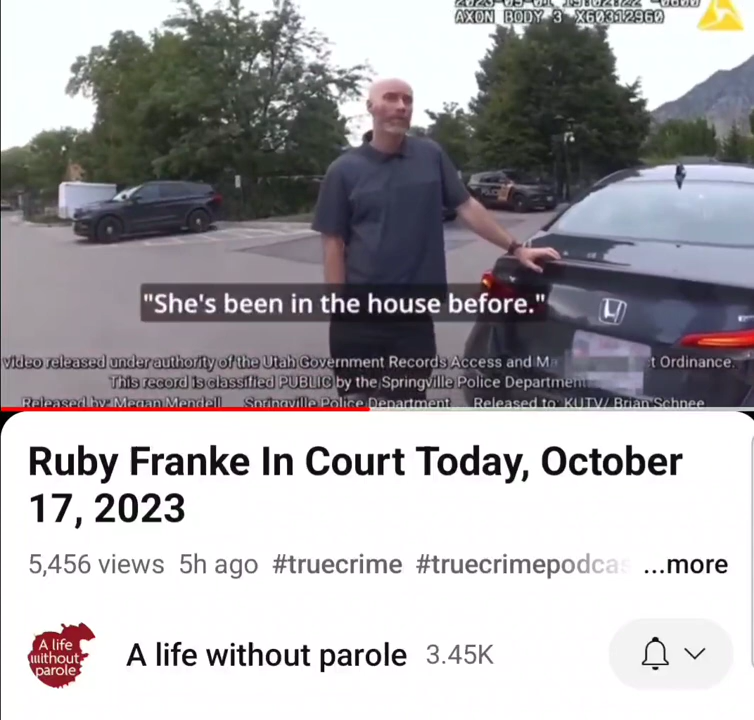 AXON BODY 3 X60312960
POLICE
"She's been in the house before."
video released under authority of the Utah Government Records Access and Ma t Ordinance.
This record is classified PUBLIC by the Springville Police Departmen
Released by: Megan Mendell Springville Police Department Released to: KUTV/ Brian Schnee
Ruby Franke In Court Today, October
17, 2023
5,456 views 5h ago #truecrime #truecrimepodcas ...more
A life
without
parole
A life without parole 3.45K